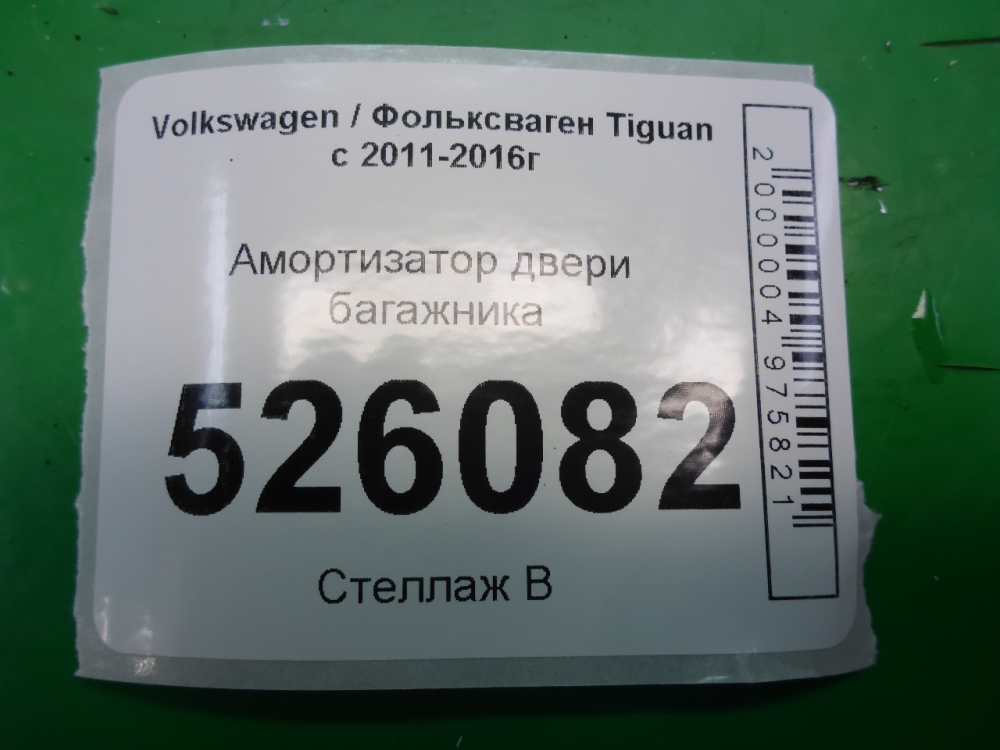 Volkswagen / Фольксваген Tiguan
с 2011-2016г
Амортизатор двери
багажника
526082
Стеллаж В
2000004975821